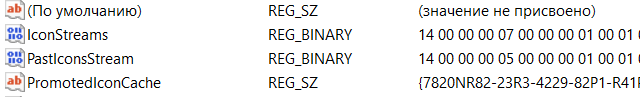 (По умолчанию) REG_SZ (значение не присвоено)
IconStreams REG_BINARY 14 00 00 00 07 00 00 00 01 00 01 0
PastIconsStream REG_BINARY 14 00 00 00 05 00 00 00 01 00 01 0
PromotedIconCache REG_SZ {7820NR82-23R3-4229-82P1-R41